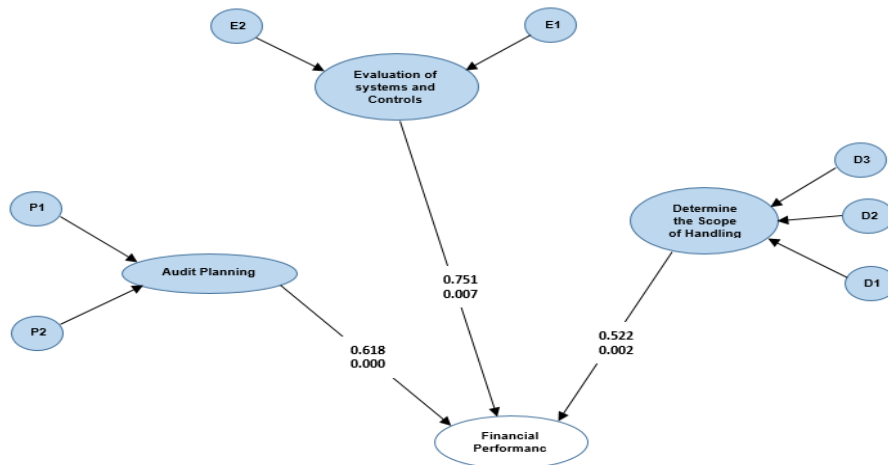 E2
E1
Evaluation of
systems and
Controls
D3
Determine
the Scope
of Handling
D2
D1
P1
Audit Planning
P2
0.751
0.007
0.522
0.002
0.618
0.000
Financial
Performanc